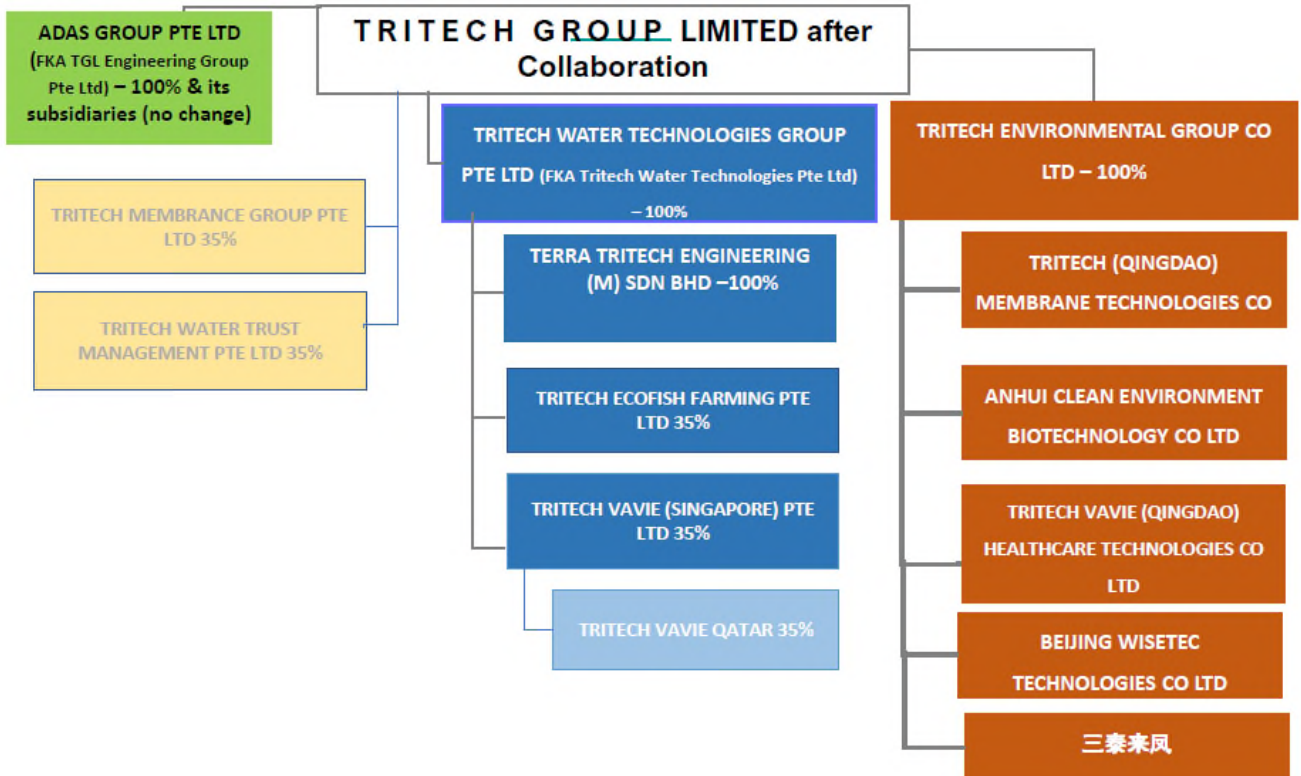 ADAS GROUP PTE LTD
(FKA TGL Engineering Group
Pte Ltd) – 100% & its
subsidiaries (no change)
TRITECH GROUP LIMITED after
Collaboration
TRITECH MEMBRANCE GROUP PTE
LTD 35%
TRITECH WATER TRUST
MANAGEMENT PTE LTD 35%
TRITECH WATER TECHNOLOGIES GROUP
PTE LTD (FKA Tritech Water Technologies Pte Ltd)
– 100%
TERRA TRITECH ENGINEERING
(M) SDN BHD –100%
TRITECH ECOFISH FARMING PTE
LTD 35%
TRITECH VAVIE (SINGAPORE) PTE
LTD 35%
TRITECH VAVIE QATAR 35%
TRITECH ENVIRONMENTAL GROUP CO
LTD – 100%
TRITECH (QINGDAO)
MEMBRANE TECHNOLOGIES CO
ANHUI CLEAN ENVIRONMENT
BIOTECHNOLOGY CO LTD
TRITECH VAVIE (QINGDAO)
HEALTHCARE TECHNOLOGIES CO
LTD
BEIJING WISETEC
TECHNOLOGIES CO LTD
三泰来凤